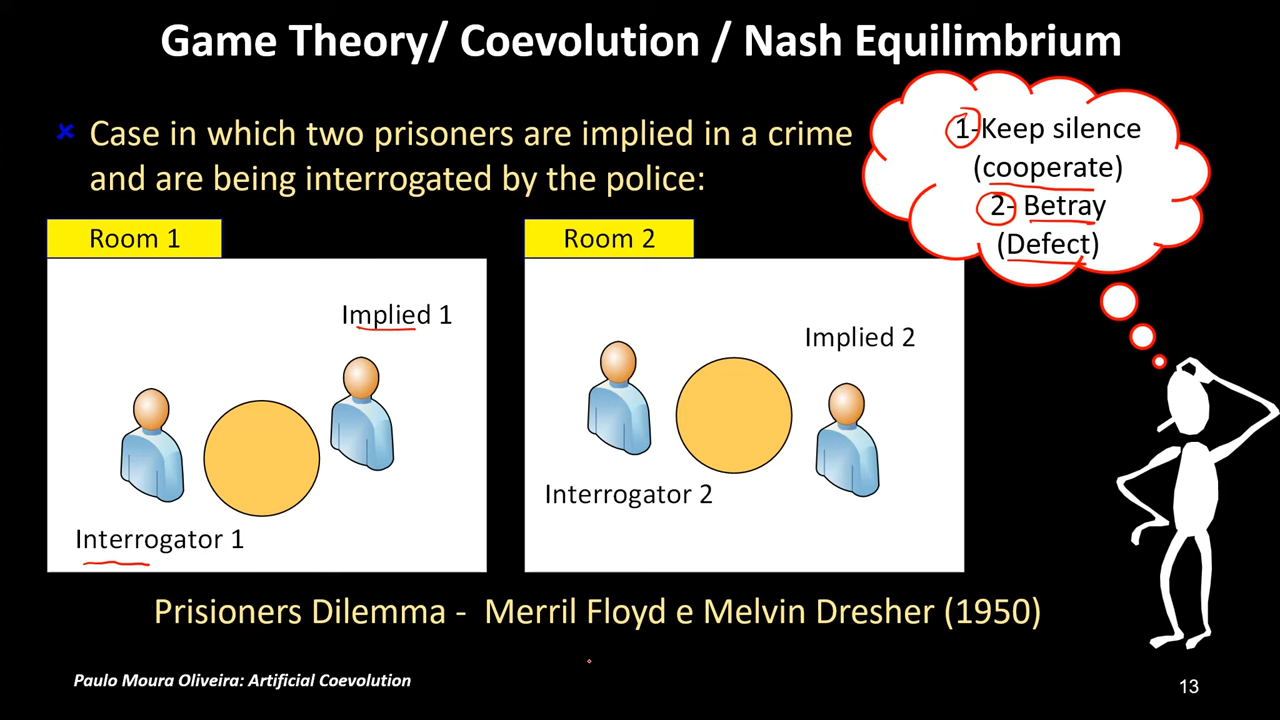 Game Theory/ Coevolution / Nash Equilimbrium
Case in which two prisoners are implied in a crime
and are being interrogated by the police:
1-Keep silence
(cooperate)
2- Betray
(Defect)
Room 1
Implied 1
Interrogator 1
Room 2
Implied 2
Interrogator 2
Prisioners Dilemma - Merril Floyd e Melvin Dresher (1950)
Paulo Moura Oliveira: Artificial Coevolution
13